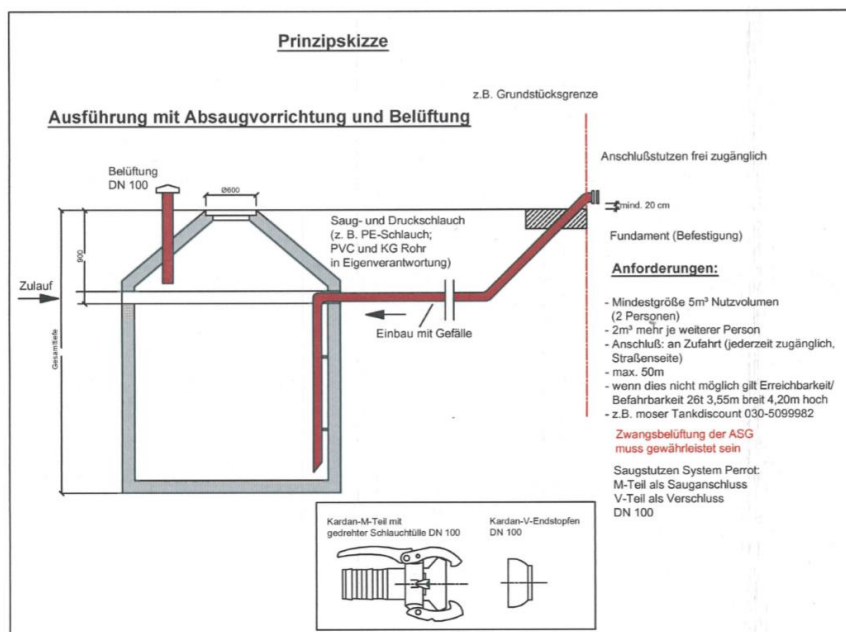 Prinzipskizze
z.B. Grundstücksgrenze
Ausführung mit Absaugvorrichtung und Belüftung
Anschlußstutzen frei zugänglich
Belüftung
DN 100
Ø600
Saug- und Druckschlauch
(z. B. PE-Schlauch;
PVC und KG Rohr
in Eigenverantwortung)
mind. 20 cm
Fundament (Befestigung)
900
Zulauf
Gesamttiefe
Einbau mit Gefälle
Anforderungen:
- Mindestgröße 5m³ Nutzvolumen
(2 Personen)
- 2m³ mehr je weiterer Person
- Anschluß: an Zufahrt (jederzeit zugänglich,
Straßenseite)
- max. 50m
- wenn dies nicht möglich gilt Erreichbarkeit/
Befahrbarkeit 26t 3,55m breit 4,20m hoch
- z.B. moser Tankdiscount 030-5099982
Zwangsbelüftung der ASG
muss gewährleistet sein
Saugstutzen System Perrot:
M-Teil als Sauganschluss
V-Teil als Verschluss
DN 100
Kardan-M-Teil mit
gedrehter Schlauchtülle DN 100
Kardan-V-Endstopfen
DN 100